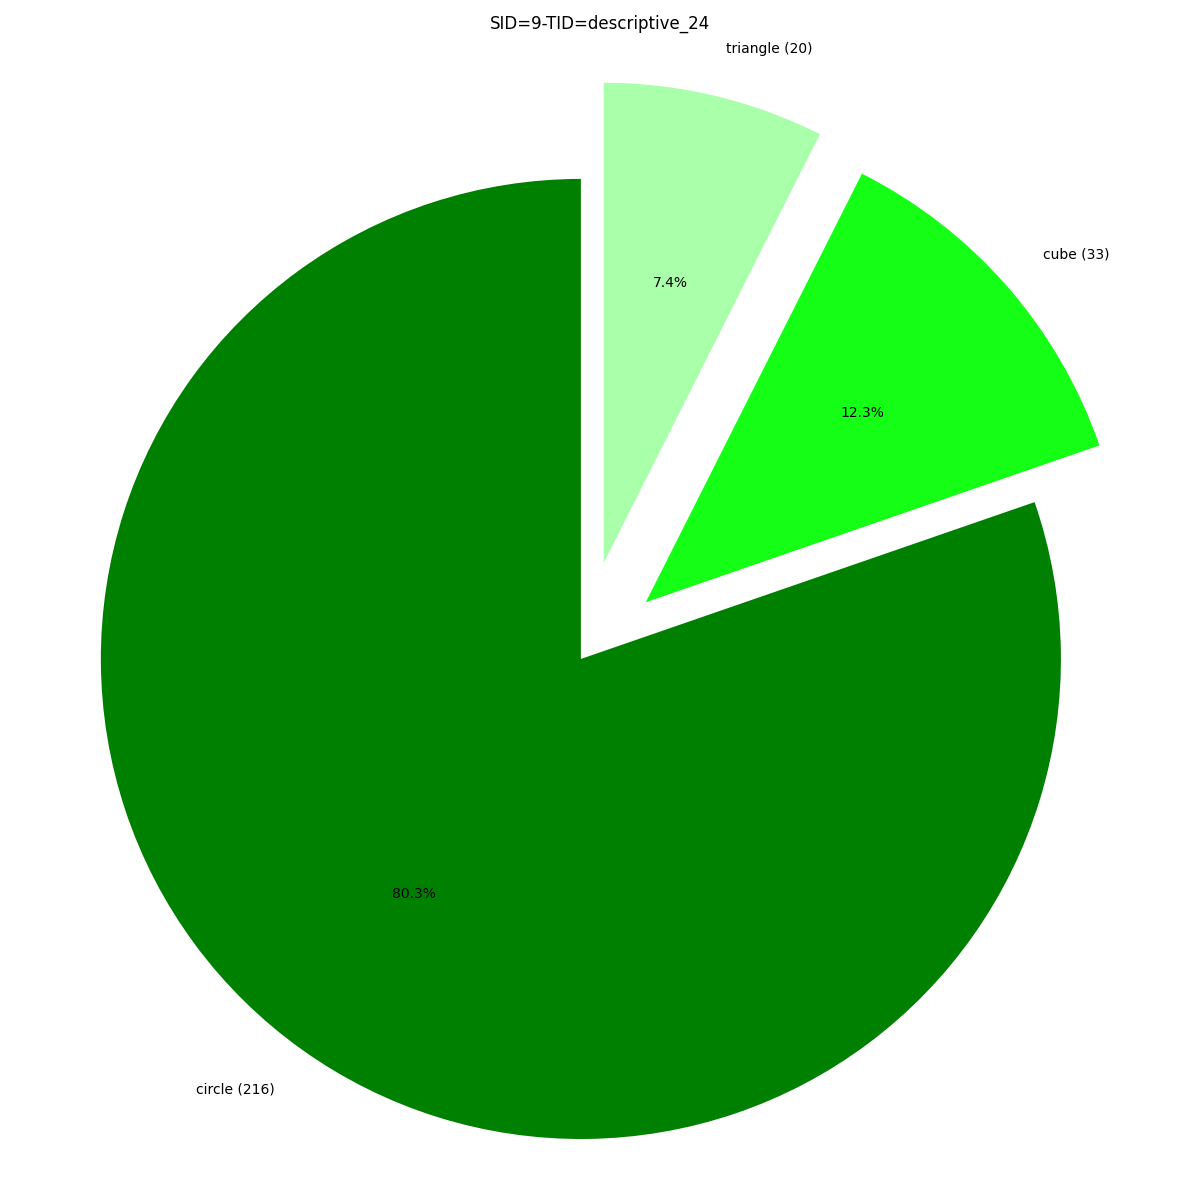 SID=9-TID=descriptive_24
triangle (20)
7.4%
cube (33)
12.3%
80.3%
circle (216)